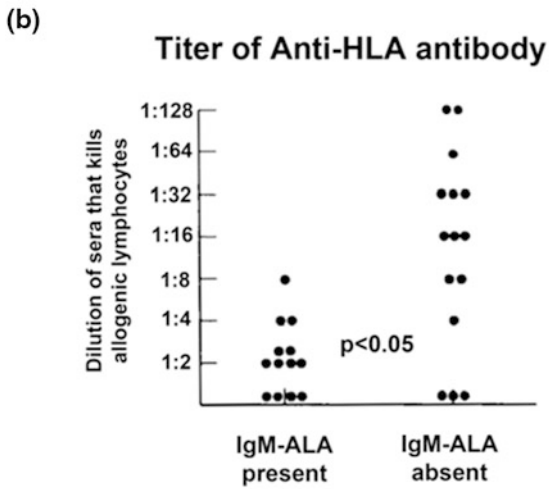 (b)
Titer of Anti-HLA antibody
Dilution of sera that kills
allogenic lymphocytes
1:128
1:64
1:32
1:16
1:8
1:4
1:2
p<0.05
IgM-ALA
present
IgM-ALA
absent